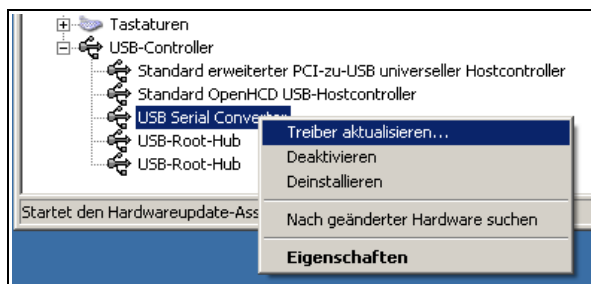 Tastaturen
USB-Controller
Standard erweiterter PCI-zu-USB universeller Hostcontroller
Standard OpenHCD USB-Hostcontroller
USB Serial Converter
USB-Root-Hub
USB-Root-Hub
Treiber aktualisieren...
Deaktivieren
Deinstallieren
Nach geänderter Hardware suchen
Eigenschaften
Startet den Hardwareupdate-Ass